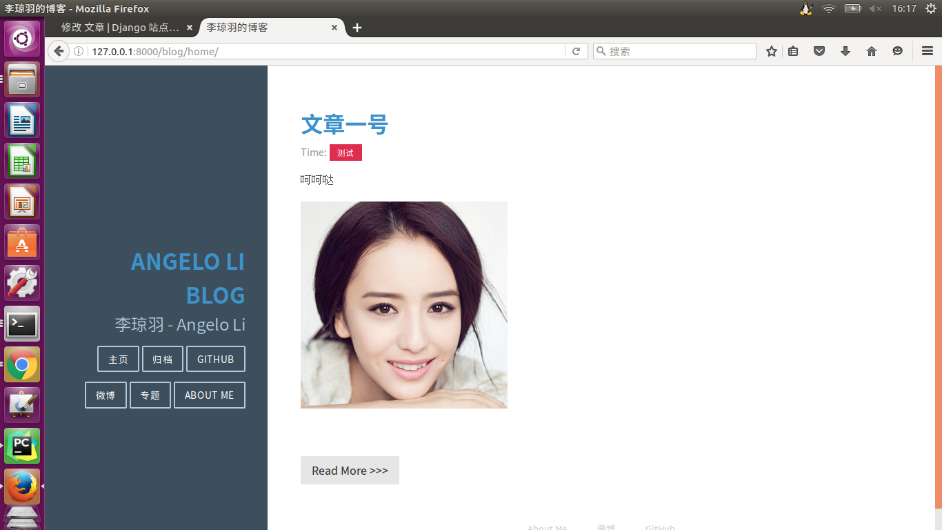 李琼羽的博客 - Mozilla Firefox
16:17
修改 文章 | Django 站点... ×
李琼羽的博客 ×
127.0.0.1:8000/blog/home/
搜索
文章一号
Time: 测试
呵呵哒
ANGELO LI
BLOG
李琼羽 - Angelo Li
主页 归档 GITHUB
微博 专题 ABOUT ME
Read More >>>
About Me 微博 GitHub
PC